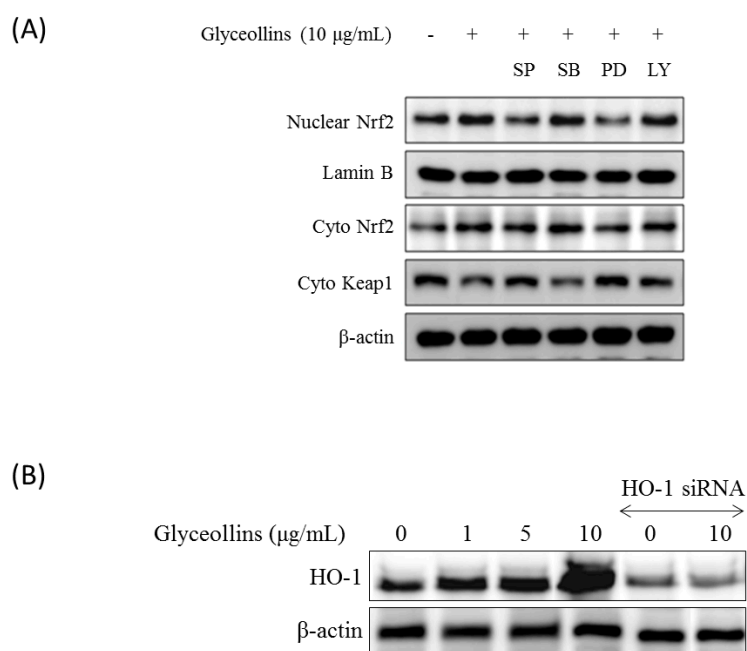 (A)
Glyceollins (10 μg/mL) - + + + + +
SP SB PD LY
Nuclear Nrf2
Lamin B
Cyto Nrf2
Cyto Keap1
β-actin
(B)
HO-1 siRNA
Glyceollins (μg/mL) 0 1 5 10 0 10
HO-1
β-actin